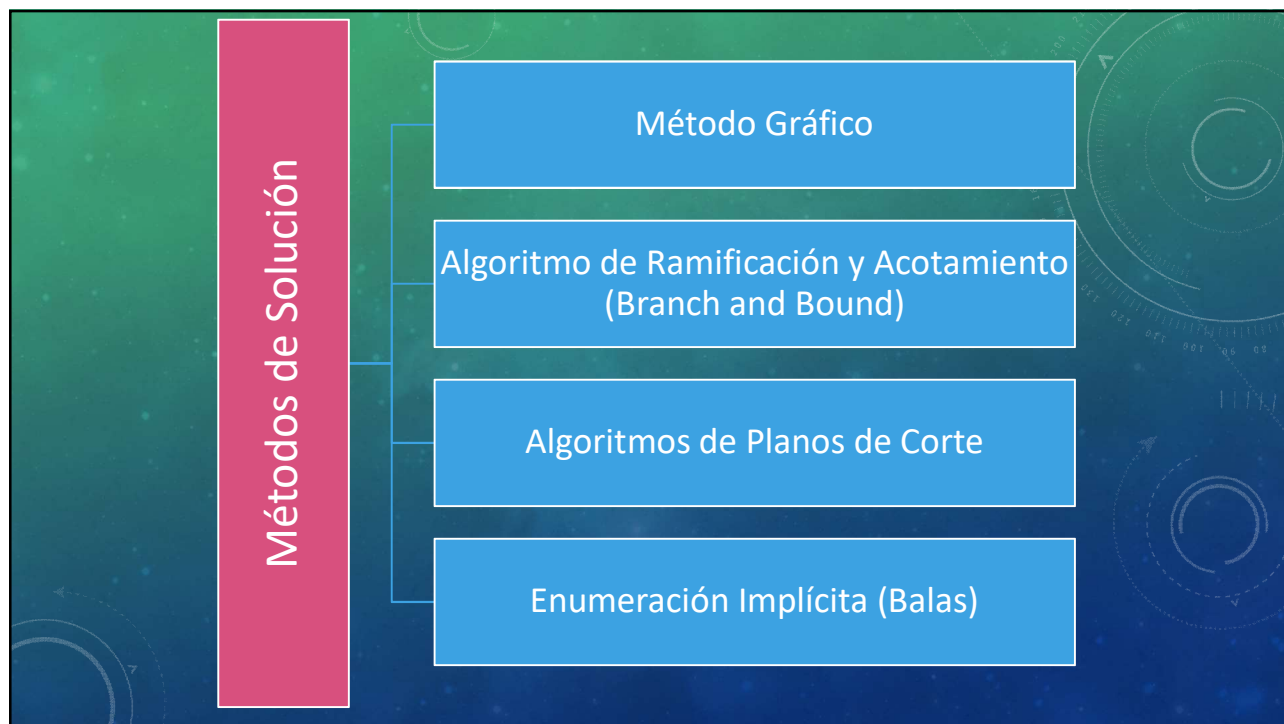 Métodos de Solución
Método Gráfico
Algoritmo de Ramificación y Acotamiento
(Branch and Bound)
Algoritmos de Planos de Corte
Enumeración Implícita (Balas)